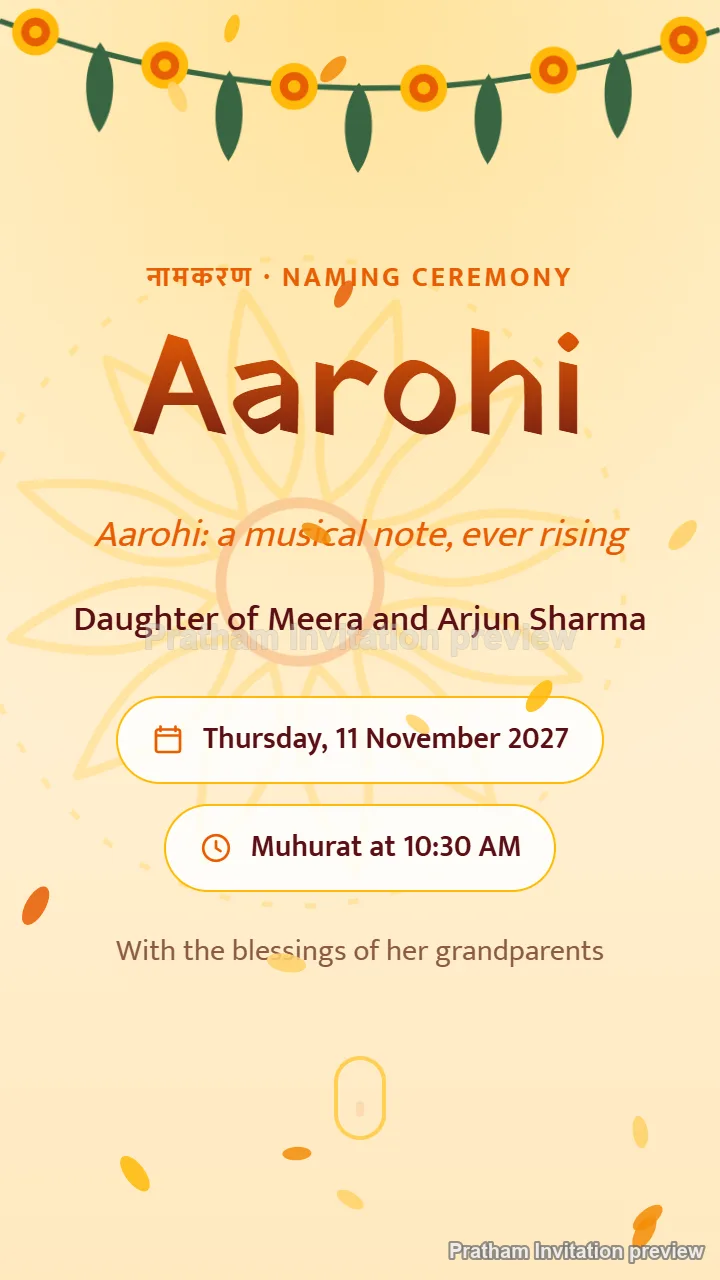 नामकरण · NAMING CEREMONY
Aarohi
Aarohi: a musical note, ever rising
Daughter of Meera and Arjun Sharma
Pratham Invitation preview
Thursday, 11 November 2027
Muhurat at 10:30 AM
With the blessings of her grandparents
Pratham Invitation preview